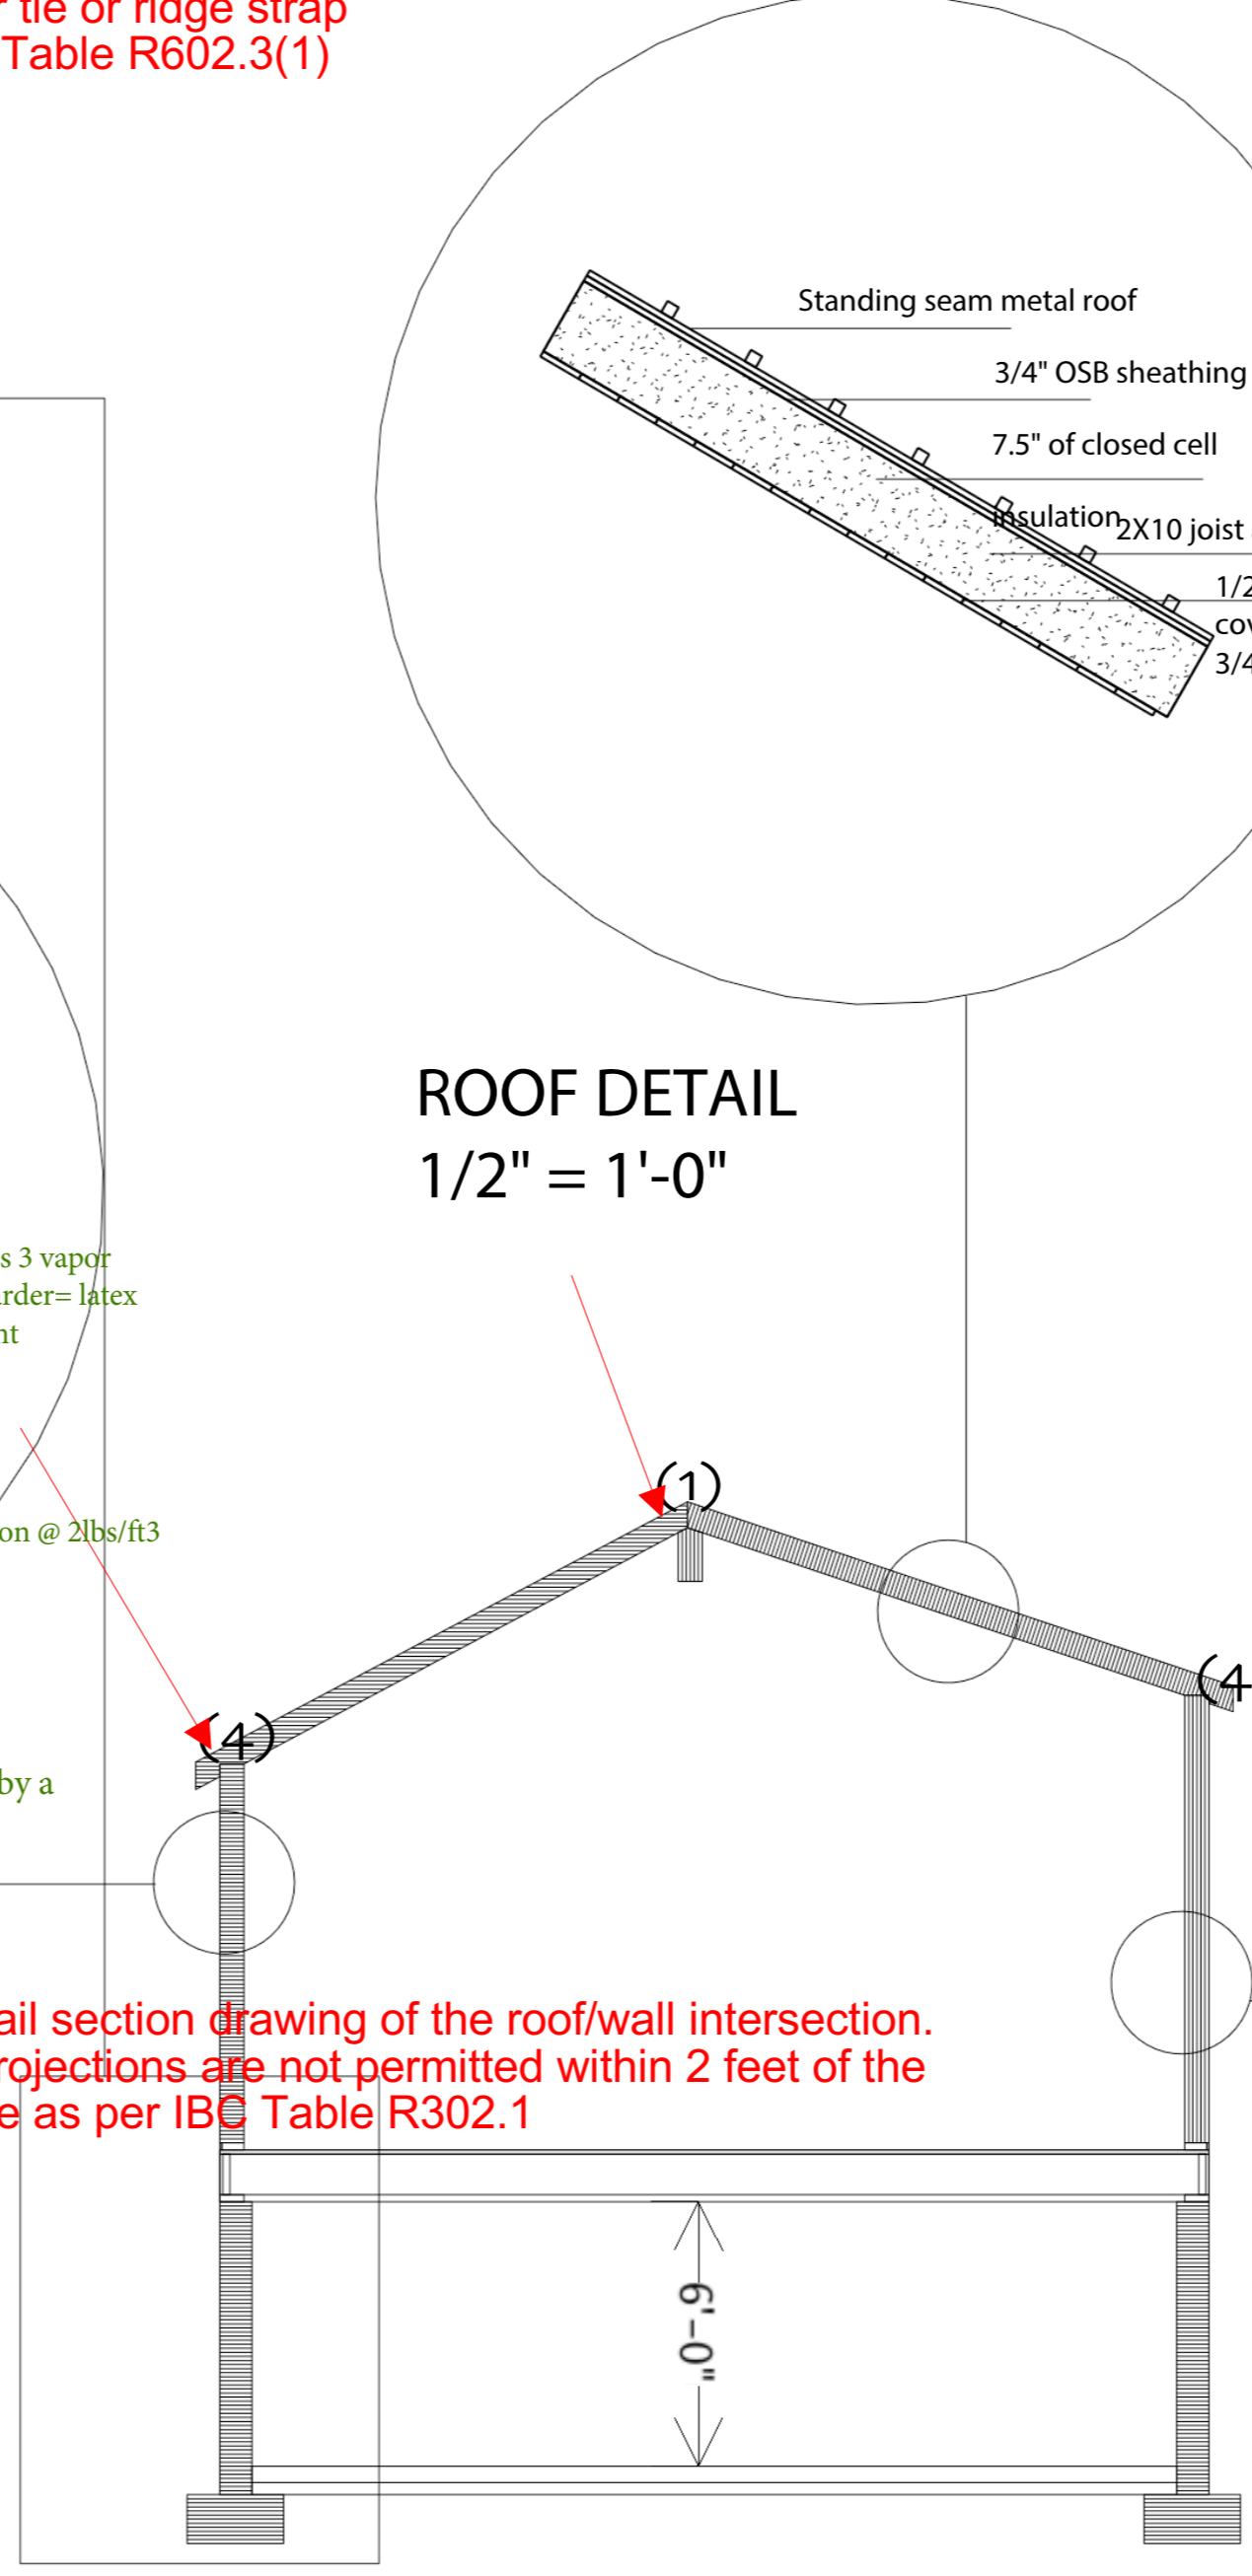 tie or ridge strap
Table R602.3(1)
Standing seam metal roof
3/4" OSB sheathing
7.5" of closed cell
insulation
2X10 joist
1/2
cov
3/4
ROOF DETAIL
1/2" = 1'-0"
s 3 vapor
rder= latex
nt
(1)
on @ 2lbs/ft3
(4
(4)
by a
ail section drawing of the roof/wall intersection.
rojections are not permitted within 2 feet of the
e as per IBC Table R302.1
6'-0"